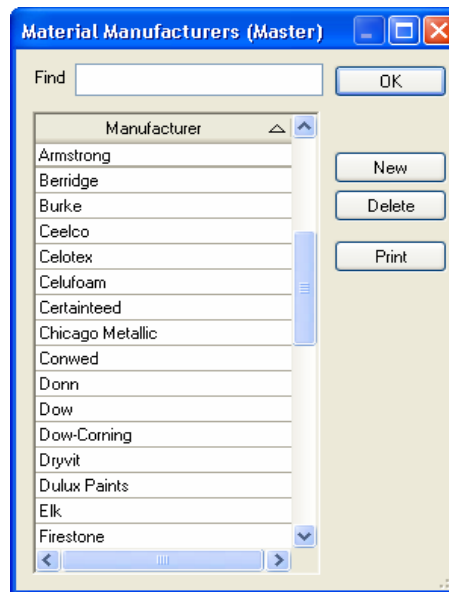 Material Manufacturers (Master)
Find
OK
Manufacturer
Armstrong
New
Berridge
Burke
Delete
Ceelco
Celotex
Print
Celufoam
Certainteed
Chicago Metallic
Conwed
Donn
Dow
Dow-Corning
Dryvit
Dulux Paints
Elk
Firestone